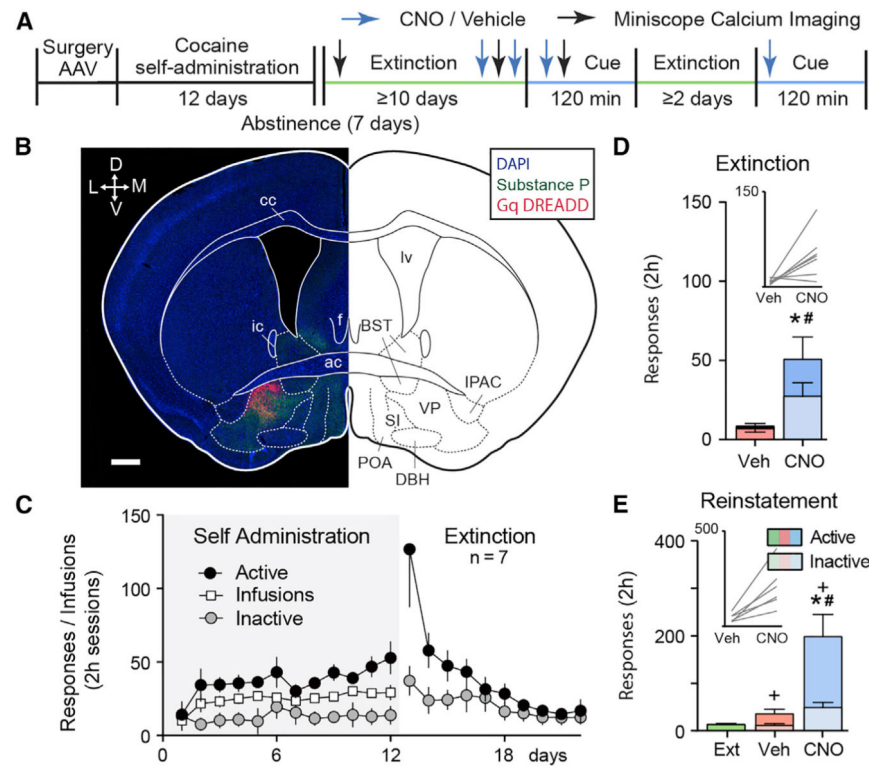 A
CNO / Vehicle
Miniscope Calcium Imaging
Surgery
AAV
Cocaine
self-administration
Extinction
Cue
Extinction
Cue
12 days
≥10 days
120 min
≥2 days
120 min
Abstinence (7 days)
B
D
L M
V
DAPI
Substance P
Gq DREADD
cc
lv
ic
f
BST
ac
IPAC
SI
VP
POA
DBH
D
Extinction
150
Veh CNO
*#
Responses (2h)
150
100
50
0
Veh CNO
C
Self Administration
Extinction
n = 7
Active
Infusions
Inactive
Responses / Infusions
(2h sessions)
150
100
50
0
0 6 12 18 days
E
Reinstatement
500
Veh CNO
Active
Inactive
+
*#
+
Responses (2h)
400
200
0
Ext Veh CNO